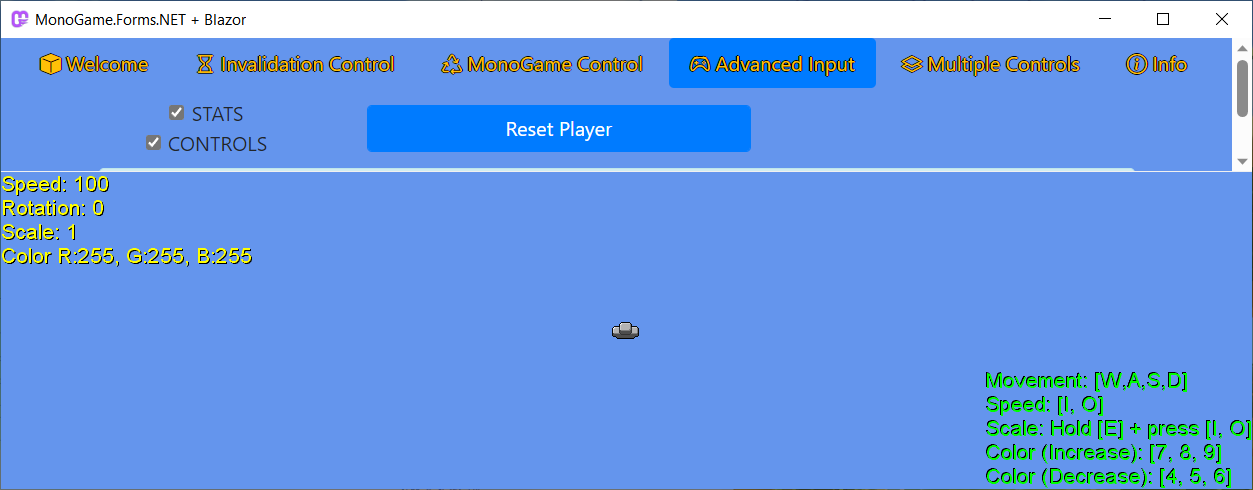 MonoGame.Forms.NET + Blazor
Welcome Invalidation Control MonoGame Control Advanced Input Multiple Controls Info
STATS
Reset Player
CONTROLS
Speed: 100
Rotation: 0
Scale: 1
Color R:255, G:255, B:255
Movement: [W,A,S,D]
Speed: [I, O]
Scale: Hold [E] + press [I, O]
Color (Increase): [7, 8, 9]
Color (Decrease): [4, 5, 6]